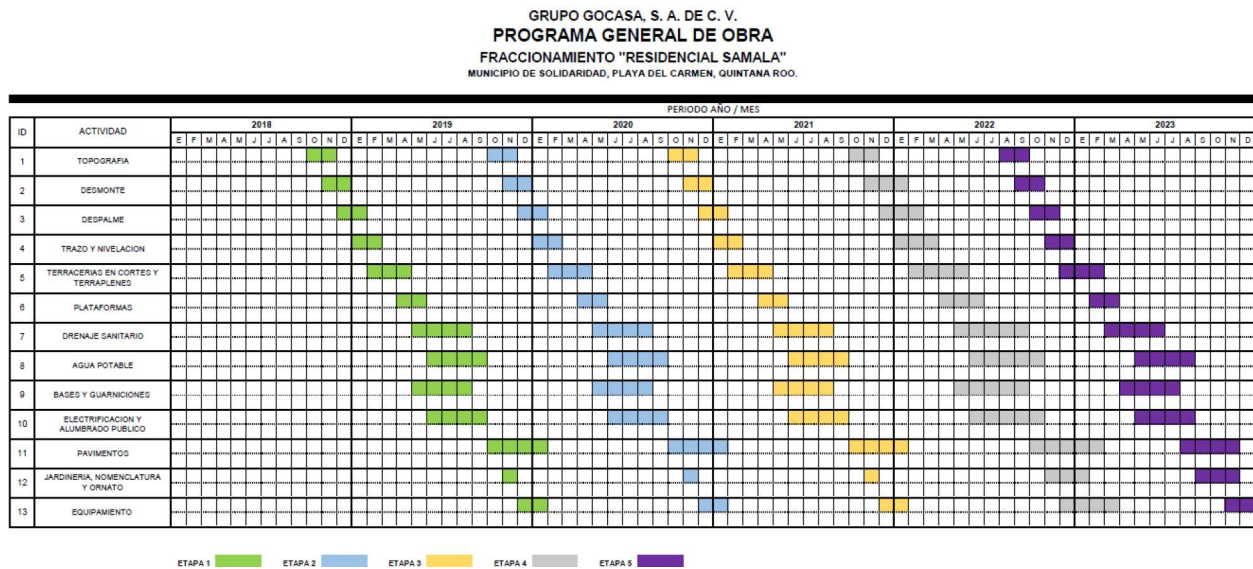 GRUPO GOCASA, S. A. DE C. V.
PROGRAMA GENERAL DE OBRA
FRACCIONAMIENTO "RESIDENCIAL SAMALA"
MUNICIPIO DE SOLIDARIDAD, PLAYA DEL CARMEN, QUINTANA ROO.
PERIODO AÑO / MES
ID ACTIVIDAD 2018 2019 2020 2021 2022 2023
E F M A M J J A S O N D E F M A M J J A S O N D E F M A M J J A S O N D E F M A M J J A S O N D E F M A M J J A S O N D E F M A M J J A S O N D
1 TOPOGRAFIA
2 DESMONTE
3 DESPALME
4 TRAZO Y NIVELACION
5 TERRACERIAS EN CORTES Y
TERRAPLENES
6 PLATAFORMAS
7 DRENAJE SANITARIO
8 AGUA POTABLE
9 BASES Y GUARNICIONES
10 ELECTRIFICACION Y
ALUMBRADO PUBLICO
11 PAVIMENTOS
12 JARDINERIA, NOMENCLATURA
Y ORNATO
13 EQUIPAMIENTO
ETAPA 1 ETAPA 2 ETAPA 3 ETAPA 4 ETAPA 5